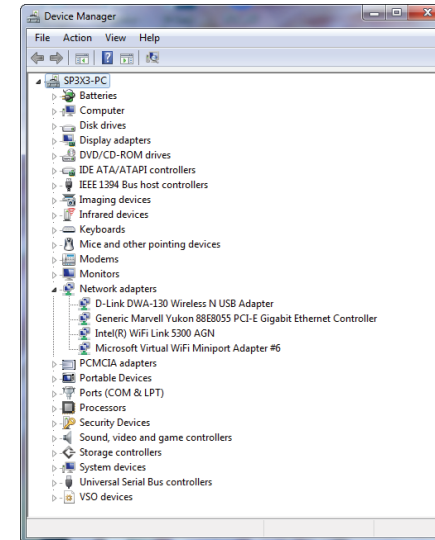 Device Manager
File Action View Help
SP3X3-PC
Batteries
Computer
Disk drives
Display adapters
DVD/CD-ROM drives
IDE ATA/ATAPI controllers
IEEE 1394 Bus host controllers
Imaging devices
Infrared devices
Keyboards
Mice and other pointing devices
Modems
Monitors
Network adapters
D-Link DWA-130 Wireless N USB Adapter
Generic Marvell Yukon 88E8055 PCI-E Gigabit Ethernet Controller
Intel(R) WiFi Link 5300 AGN
Microsoft Virtual WiFi Miniport Adapter #6
PCMCIA adapters
Portable Devices
Ports (COM & LPT)
Processors
Security Devices
Sound, video and game controllers
Storage controllers
System devices
Universal Serial Bus controllers
VSO devices